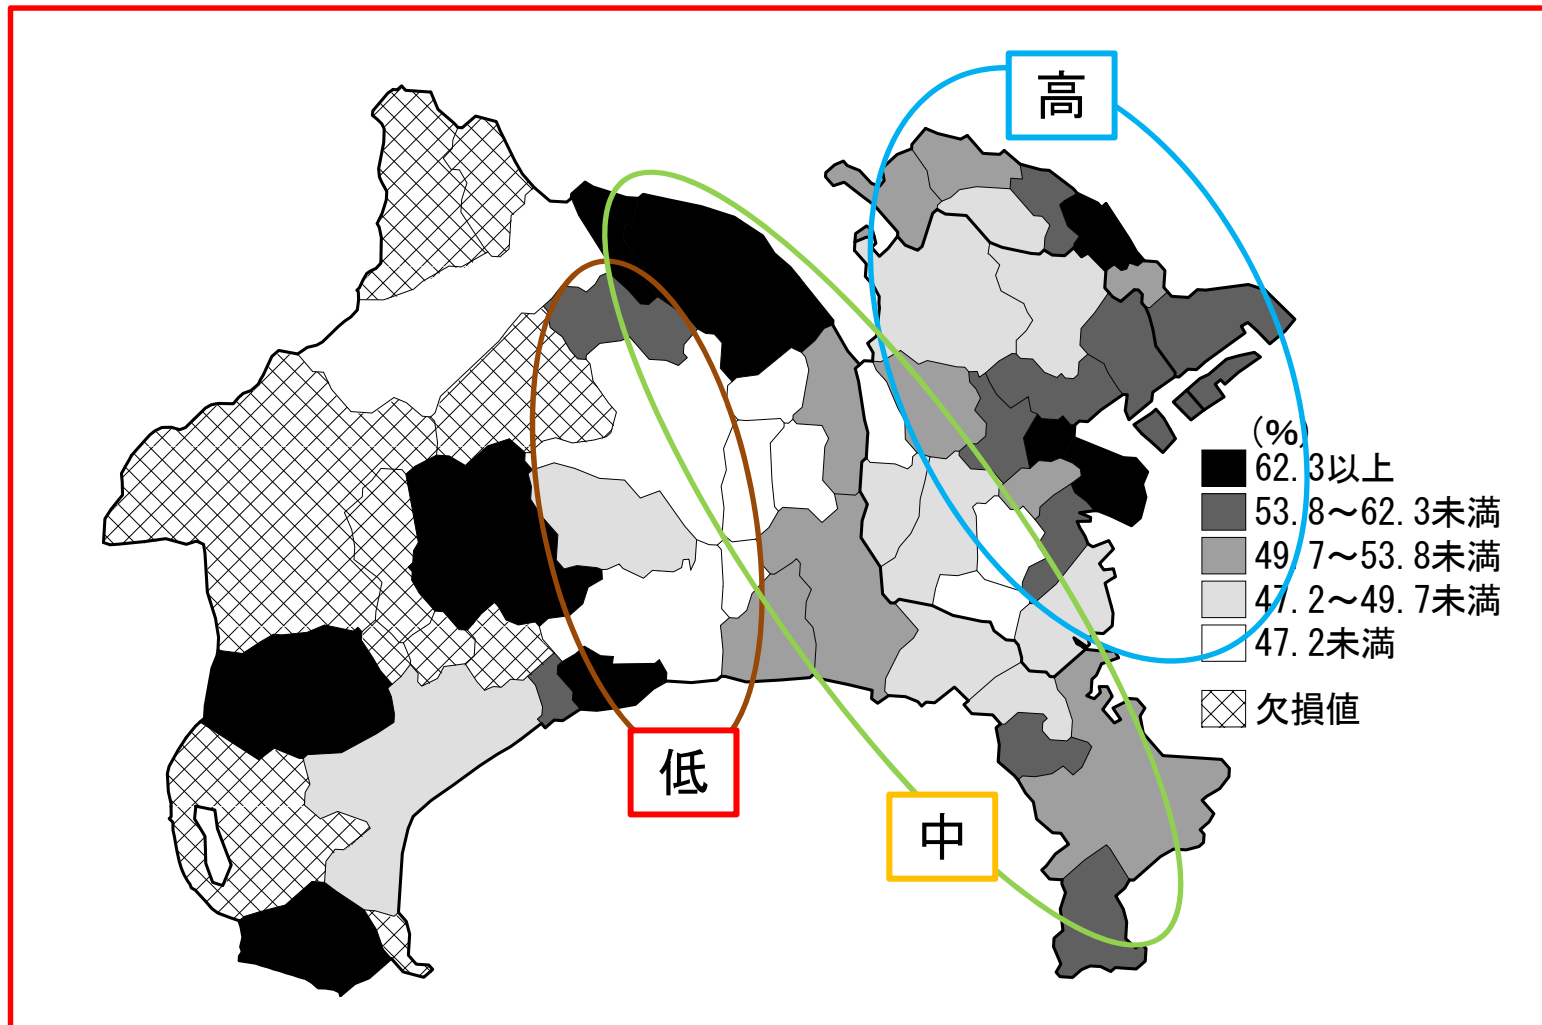 高
(%)
62.3以上
53.8～62.3未満
49.7～53.8未満
47.2～49.7未満
47.2未満
欠損値
低
中